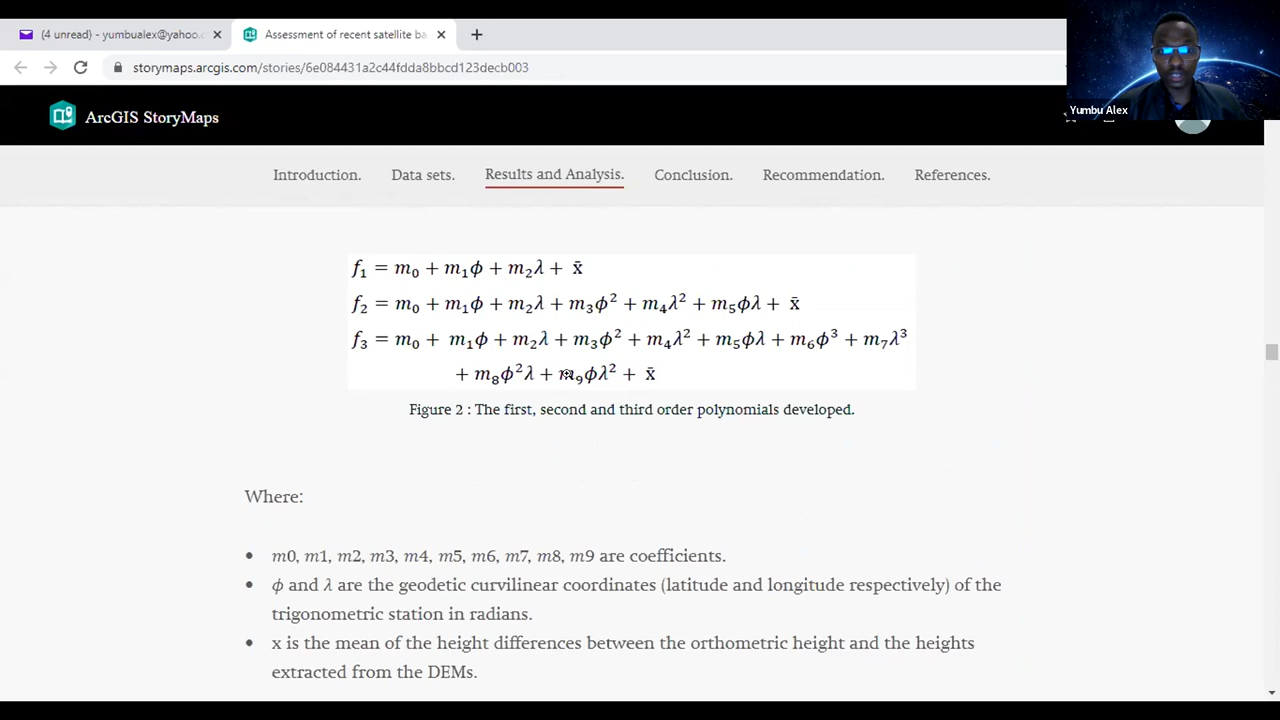 (4 unread) - yumbualex@yahoo.c
Assessment of recent satellite ba
storymaps.arcgis.com/stories/6e084431a2c44fdda8bbcd123decb003
Yumbu Alex
ArcGIS StoryMaps
Introduction. Data sets. Results and Analysis. Conclusion. Recommendation. References.
f₁ = m₀ + m₁ϕ + m₂λ + x̄
f₂ = m₀ + m₁ϕ + m₂λ + m₃ϕ² + m₄λ² + m₅ϕλ + x̄
f₃ = m₀ + m₁ϕ + m₂λ + m₃ϕ² + m₄λ² + m₅ϕλ + m₆ϕ³ + m₇λ³
+ m₈ϕ²λ + m₉ϕλ² + x̄
Figure 2 : The first, second and third order polynomials developed.
Where:
• m0, m1, m2, m3, m4, m5, m6, m7, m8, m9 are coefficients.
• ϕ and λ are the geodetic curvilinear coordinates (latitude and longitude respectively) of the
trigonometric station in radians.
• x is the mean of the height differences between the orthometric height and the heights
extracted from the DEMs.